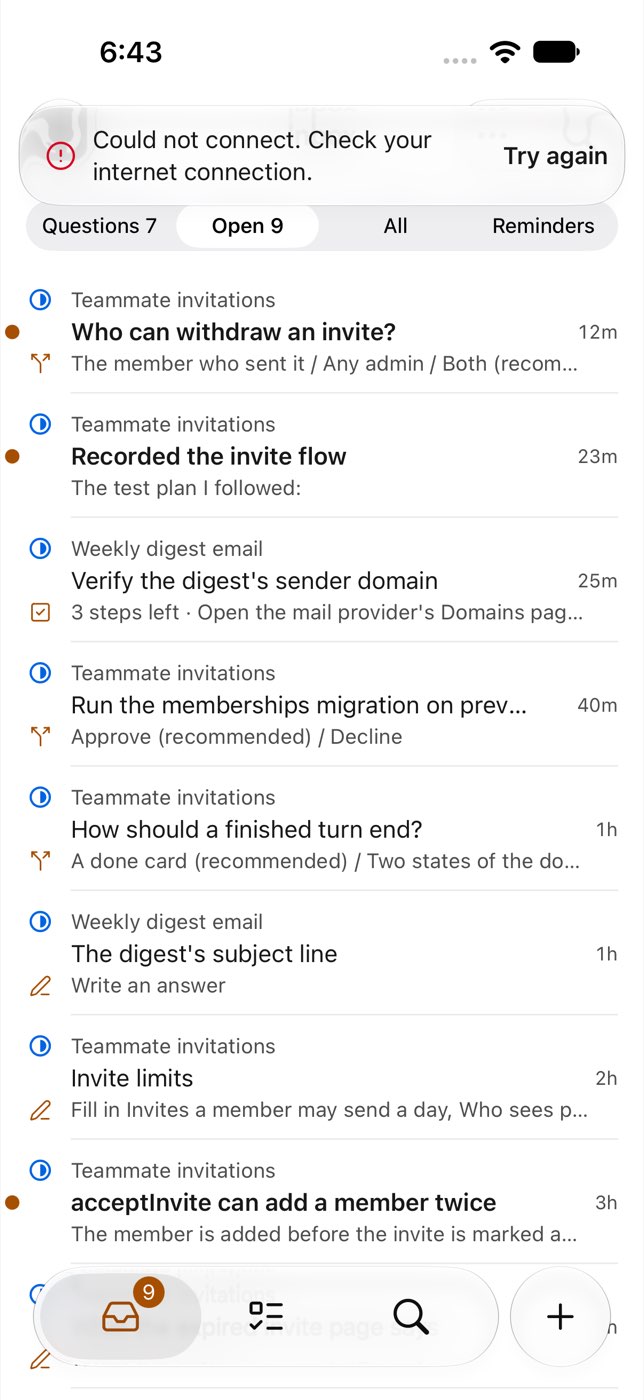 6:43
Could not connect. Check your
internet connection.
Try again
Questions 7
Open 9
All
Reminders
Teammate invitations
Who can withdraw an invite?
12m
The member who sent it / Any admin / Both (recom...
Teammate invitations
Recorded the invite flow
23m
The test plan I followed:
Weekly digest email
Verify the digest's sender domain
25m
3 steps left · Open the mail provider's Domains pag...
Teammate invitations
Run the memberships migration on prev...
40m
Approve (recommended) / Decline
Teammate invitations
How should a finished turn end?
1h
A done card (recommended) / Two states of the do...
Weekly digest email
The digest's subject line
1h
Write an answer
Teammate invitations
Invite limits
2h
Fill in Invites a member may send a day, Who sees p...
Teammate invitations
acceptInvite can add a member twice
3h
The member is added before the invite is marked a...
9